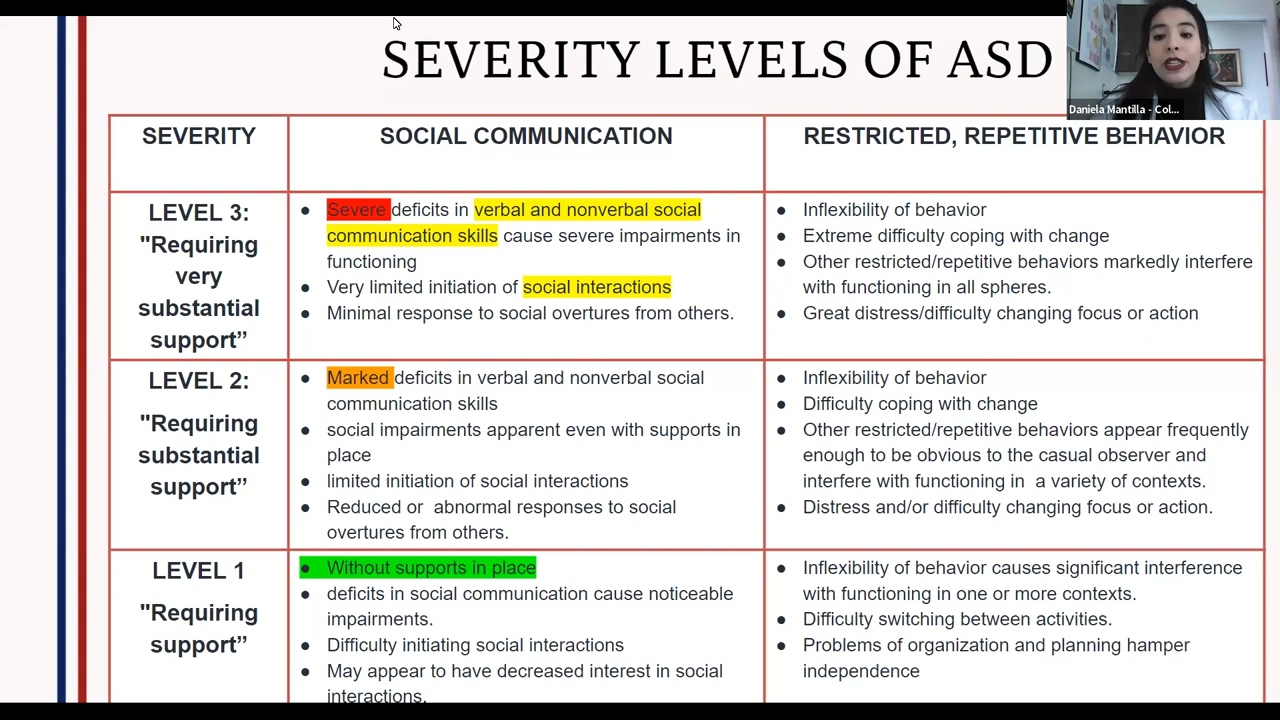 SEVERITY LEVELS OF ASD
Daniela Mantilla - Col...
SEVERITY
SOCIAL COMMUNICATION
RESTRICTED, REPETITIVE BEHAVIOR
LEVEL 3:
"Requiring
very
substantial
support”
● Severe deficits in verbal and nonverbal social
communication skills cause severe impairments in
functioning
● Very limited initiation of social interactions
● Minimal response to social overtures from others.
● Inflexibility of behavior
● Extreme difficulty coping with change
● Other restricted/repetitive behaviors markedly interfere
with functioning in all spheres.
● Great distress/difficulty changing focus or action
LEVEL 2:
"Requiring
substantial
support”
● Marked deficits in verbal and nonverbal social
communication skills
● social impairments apparent even with supports in
place
● limited initiation of social interactions
● Reduced or abnormal responses to social
overtures from others.
● Inflexibility of behavior
● Difficulty coping with change
● Other restricted/repetitive behaviors appear frequently
enough to be obvious to the casual observer and
interfere with functioning in a variety of contexts.
● Distress and/or difficulty changing focus or action.
LEVEL 1
"Requiring
support”
● Without supports in place
● deficits in social communication cause noticeable
impairments.
● Difficulty initiating social interactions
● May appear to have decreased interest in social
interactions.
● Inflexibility of behavior causes significant interference
with functioning in one or more contexts.
● Difficulty switching between activities.
● Problems of organization and planning hamper
independence